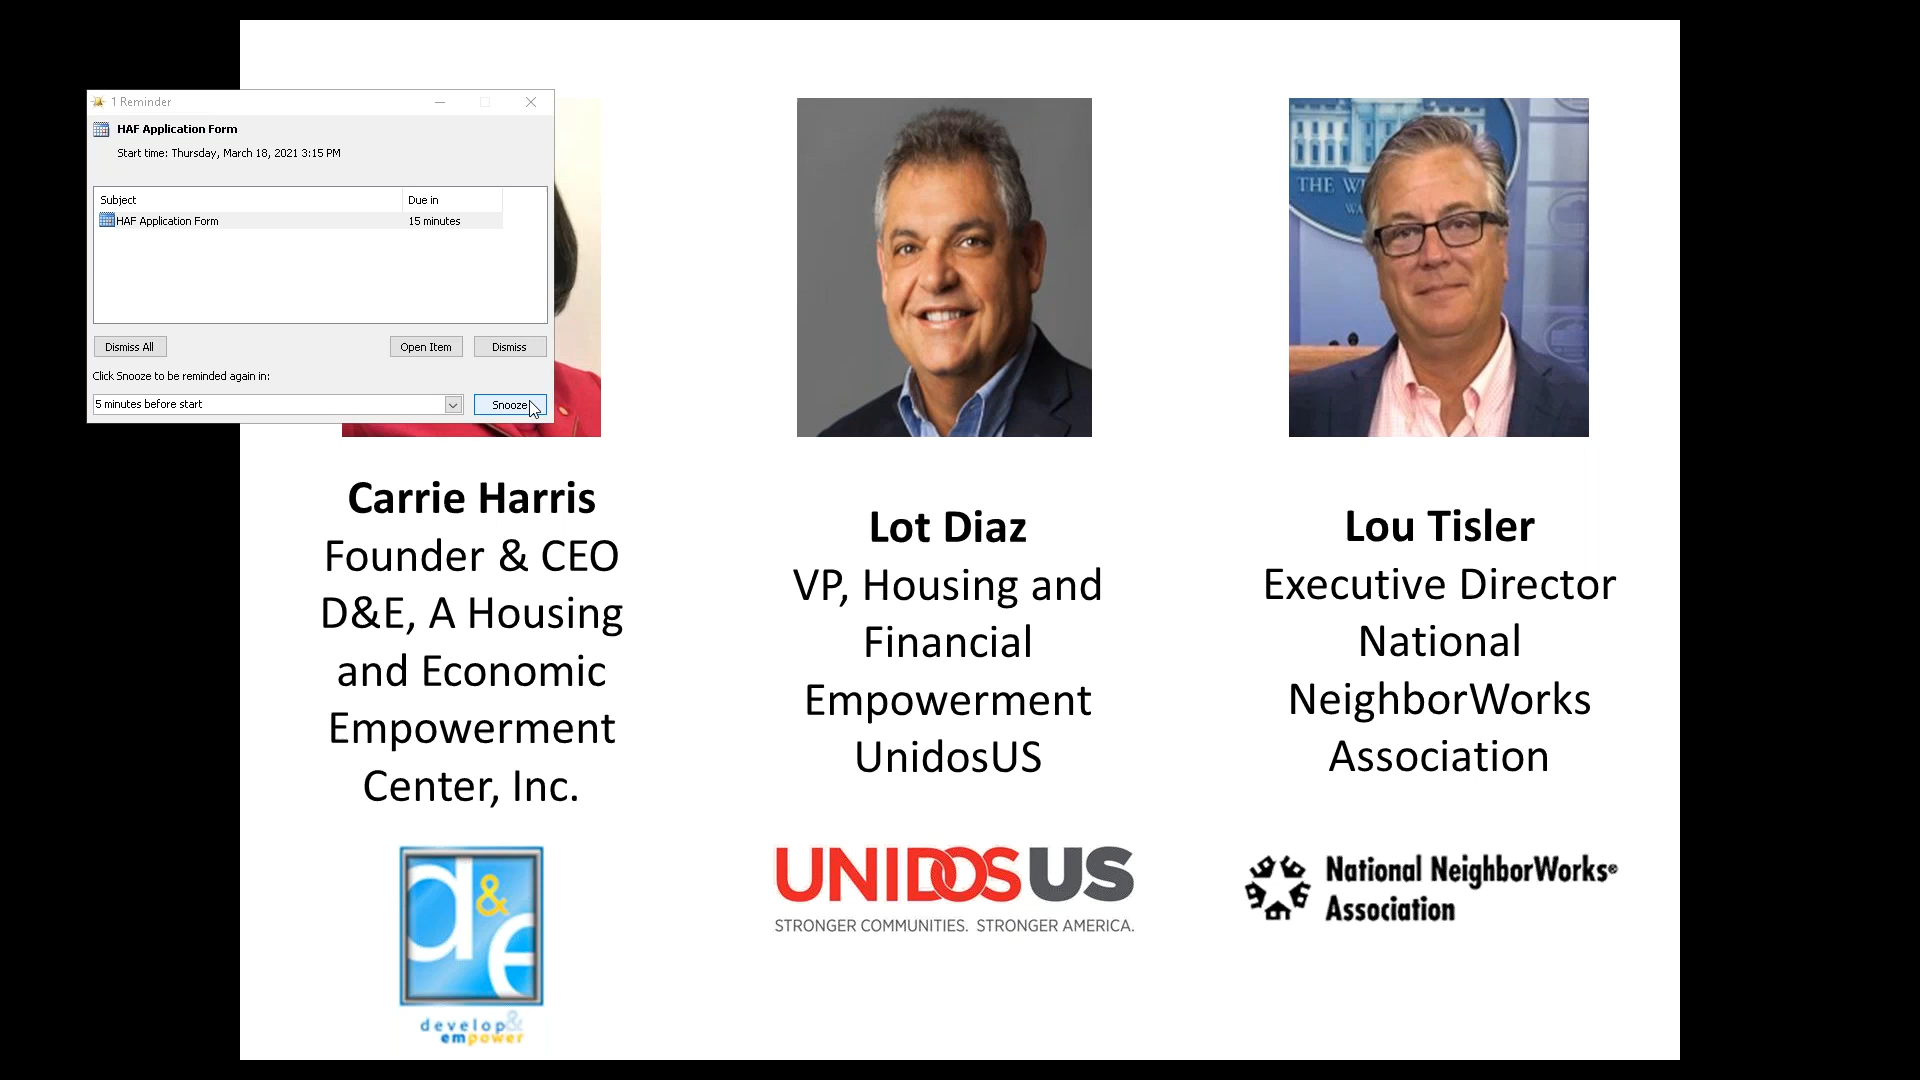 1 Reminder
HAF Application Form
Start time: Thursday, March 18, 2021 3:15 PM
Subject Due in
HAF Application Form 15 minutes
Dismiss All Open Item Dismiss
Click Snooze to be reminded again in:
5 minutes before start Snooze
THE W
WA
Carrie Harris
Founder & CEO
D&E, A Housing
and Economic
Empowerment
Center, Inc.
d&e
develop&
empower
Lot Diaz
VP, Housing and
Financial
Empowerment
UnidosUS
UNIDOSUS
STRONGER COMMUNITIES. STRONGER AMERICA.
Lou Tisler
Executive Director
National
NeighborWorks
Association
National NeighborWorks®
Association